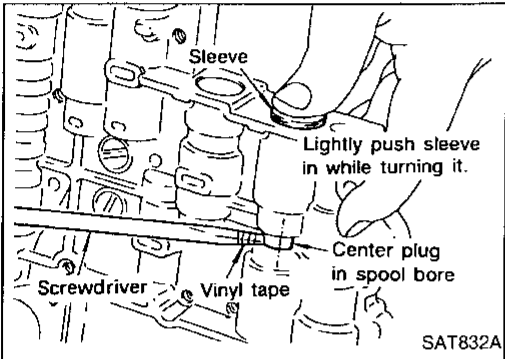 Sleeve
Lightly push sleeve
in while turning it.
Center plug
in spool bore
Screwdriver
Vinyl tape
SAT832A